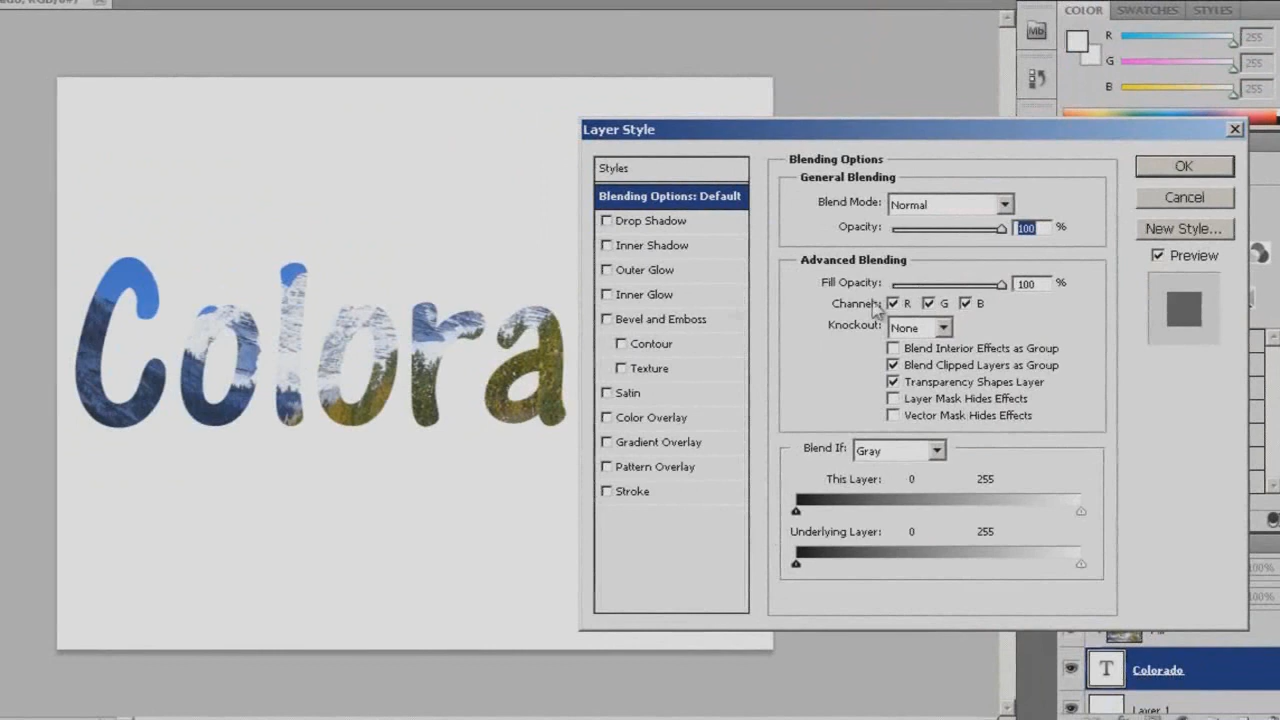 COLOR SWATCHES STYLES
Mb
R 255
G 255
B 255
Layer Style
Styles
Blending Options: Default
Drop Shadow
Inner Shadow
Outer Glow
Inner Glow
Bevel and Emboss
Contour
Texture
Satin
Color Overlay
Gradient Overlay
Pattern Overlay
Stroke
Blending Options
General Blending
Blend Mode: Normal
Opacity: 100 %
Advanced Blending
Fill Opacity: 100 %
R G B
Knockout: None
Blend Interior Effects as Group
Blend Clipped Layers as Group
Transparency Shapes Layer
Layer Mask Hides Effects
Vector Mask Hides Effects
Blend If: Gray
This Layer: 0 255
Underlying Layer: 0 255
OK
Cancel
New Style...
Preview
Colora
100%
100%
T Colorado
Layer 1